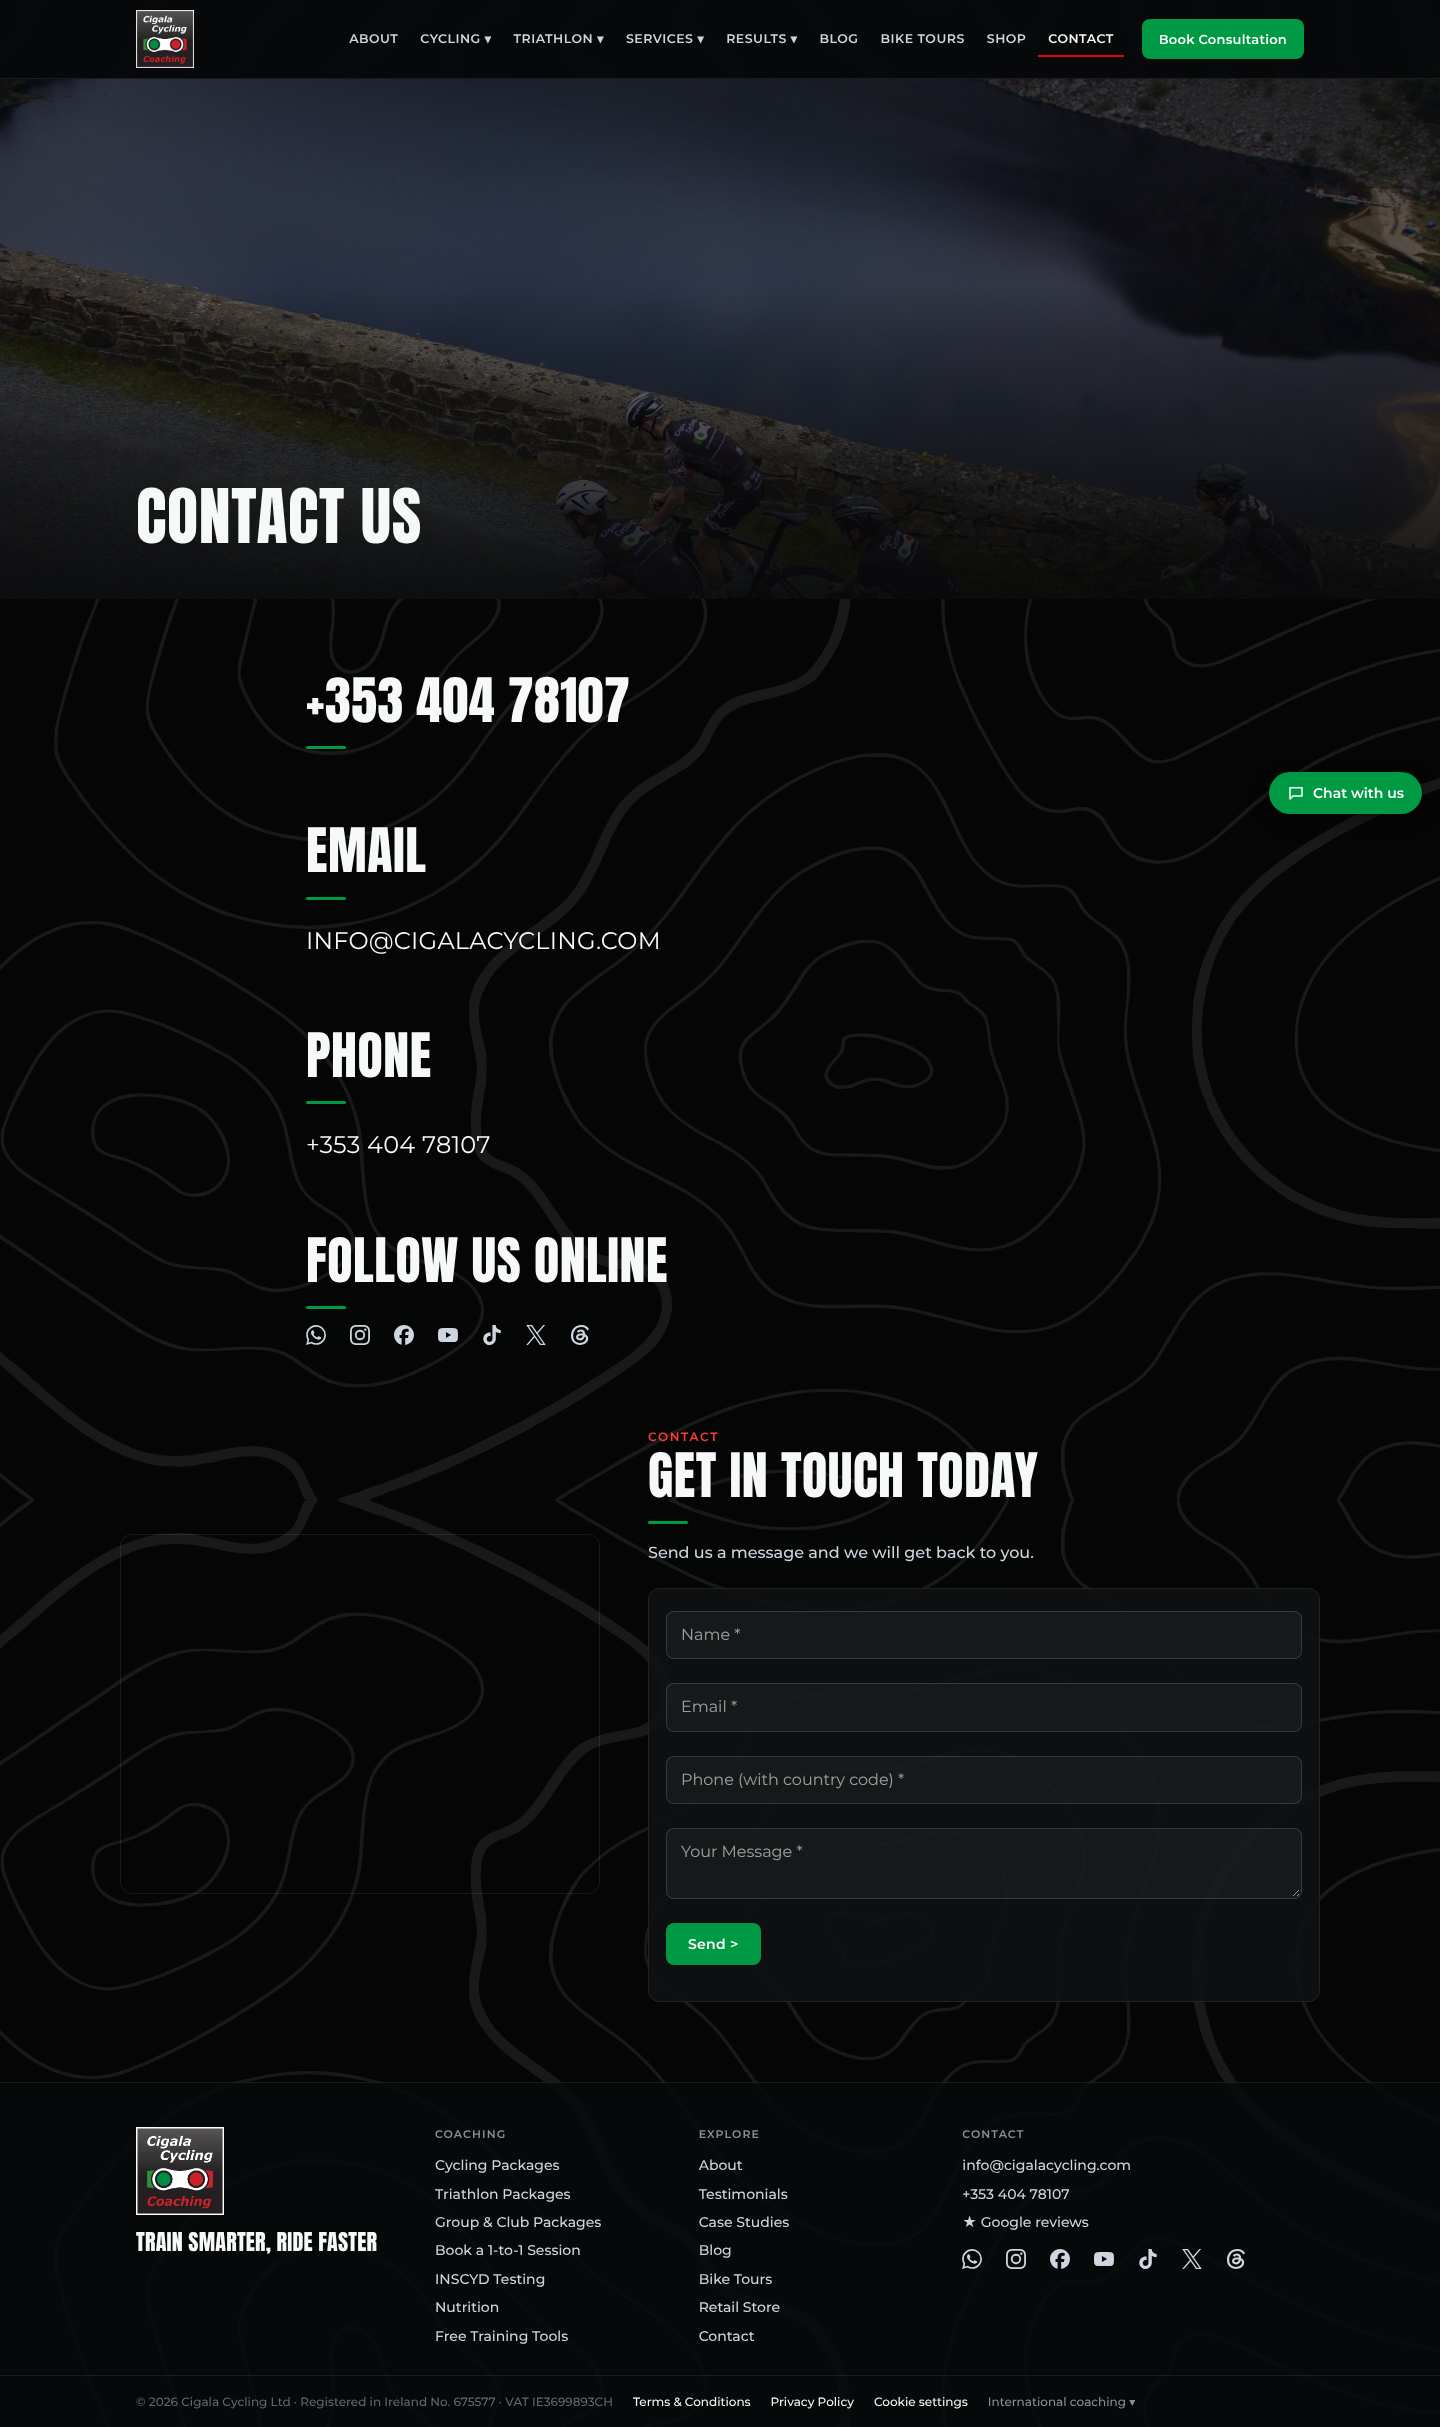 Cigala
Cycling
Coaching
ABOUT
CYCLING ▾
TRIATHLON ▾
SERVICES ▾
RESULTS ▾
BLOG
BIKE TOURS
SHOP
CONTACT
Book Consultation
CONTACT US
+353 404 78107
Chat with us
EMAIL
INFO@CIGALACYCLING.COM
PHONE
+353 404 78107
FOLLOW US ONLINE
CONTACT
GET IN TOUCH TODAY
Send us a message and we will get back to you.
Name *
Email *
Phone (with country code) *
Your Message *
Send >
Cigala
Cycling
Coaching
TRAIN SMARTER, RIDE FASTER
COACHING
Cycling Packages
Triathlon Packages
Group & Club Packages
Book a 1-to-1 Session
INSCYD Testing
Nutrition
Free Training Tools
EXPLORE
About
Testimonials
Case Studies
Blog
Bike Tours
Retail Store
Contact
CONTACT
info@cigalacycling.com
+353 404 78107
★ Google reviews
© 2026 Cigala Cycling Ltd · Registered in Ireland No. 675577 · VAT IE3699893CH
Terms & Conditions
Privacy Policy
Cookie settings
International coaching ▾